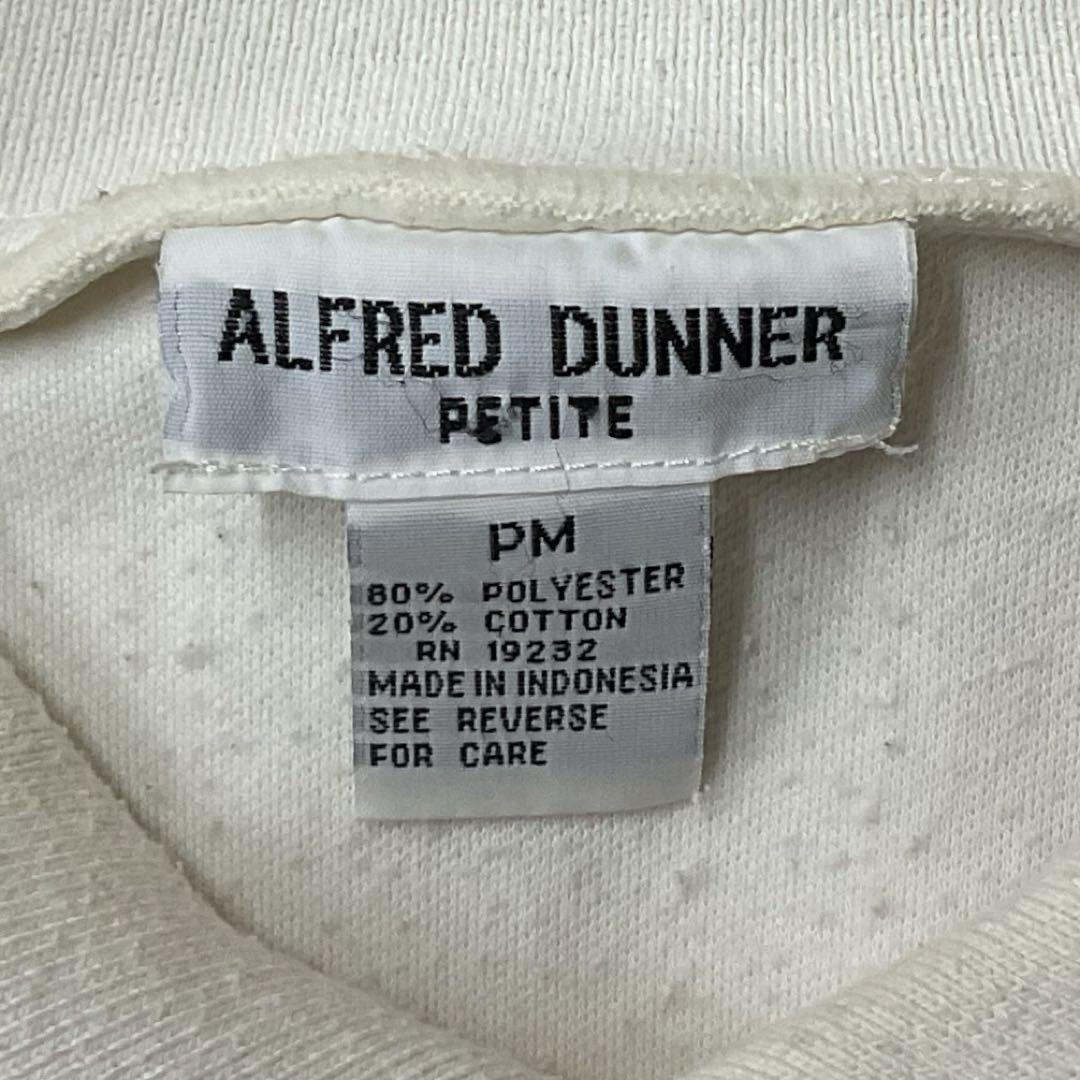 ALFRED DUNNER
PETITE
PM
80% POLYESTER
20% COTTON
RN 19232
MADE IN INDONESIA
SEE REVERSE
FOR CARE